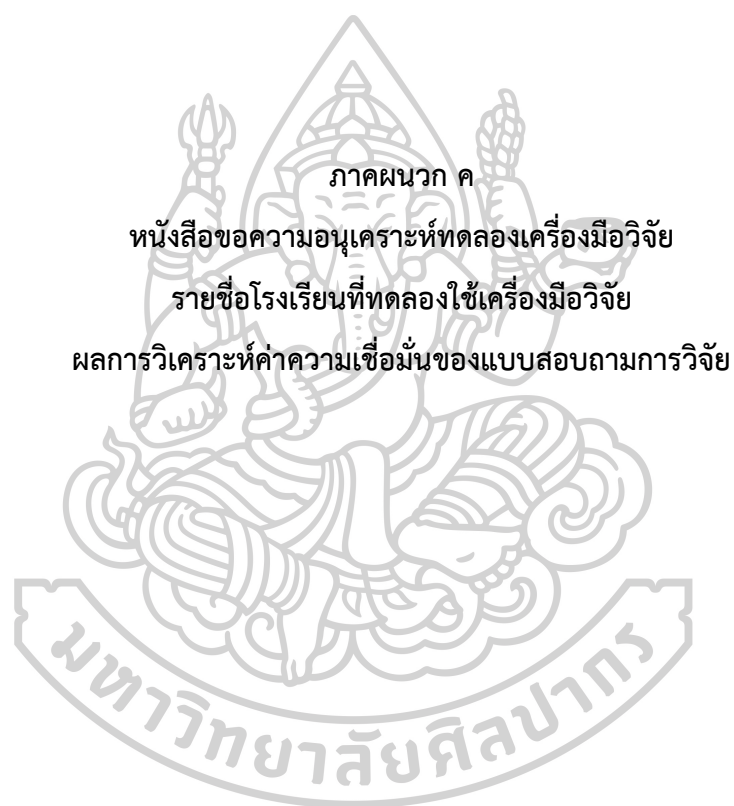 ภาคผนวก ค
หนังสือขอความอนุเคราะห์ทดลองเครื่องมือวิจัย
รายชื่อโรงเรียนที่ทดลองใช้เครื่องมือวิจัย
ผลการวิเคราะห์ค่าความเชื่อมั่นของแบบสอบถามการวิจัย
มหาวิทยาลัยศิลปากร